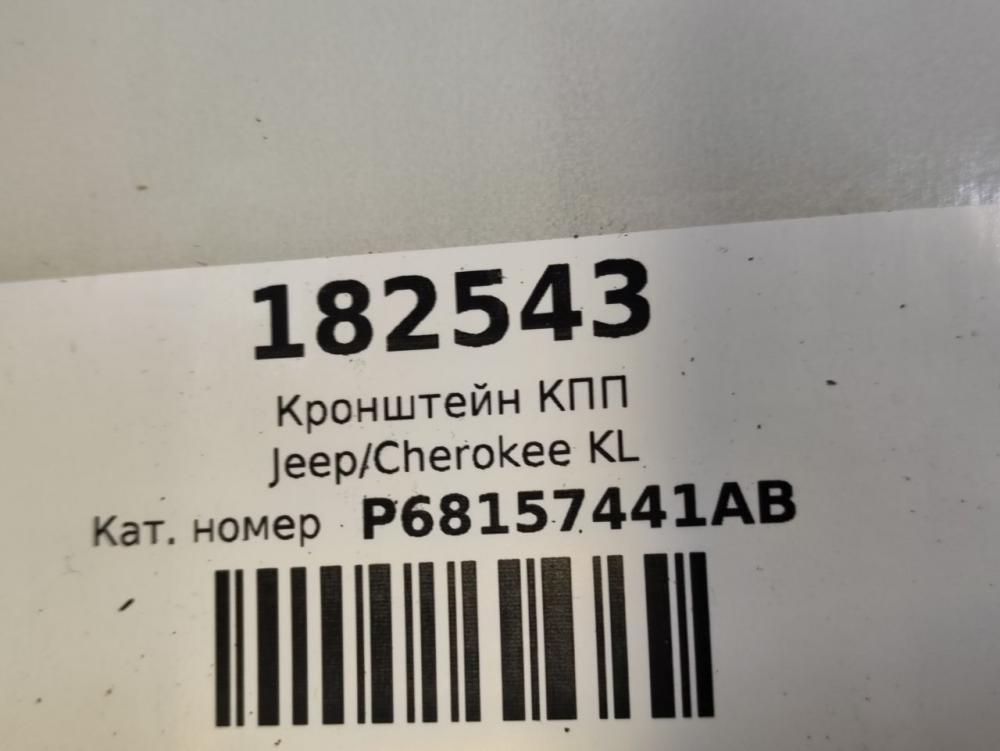 182543
Кронштейн КПП
Jeep/Cherokee KL
Кат. номер P68157441AB